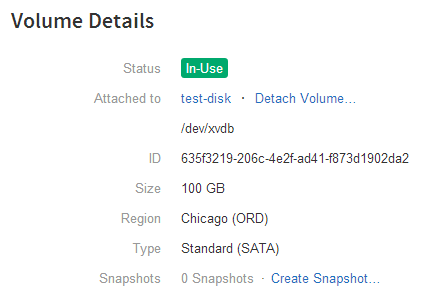 Volume Details
Status In-Use
Attached to test-disk · Detach Volume...
/dev/xvdb
ID 635f3219-206c-4e2f-ad41-f873d1902da2
Size 100 GB
Region Chicago (ORD)
Type Standard (SATA)
Snapshots 0 Snapshots · Create Snapshot...